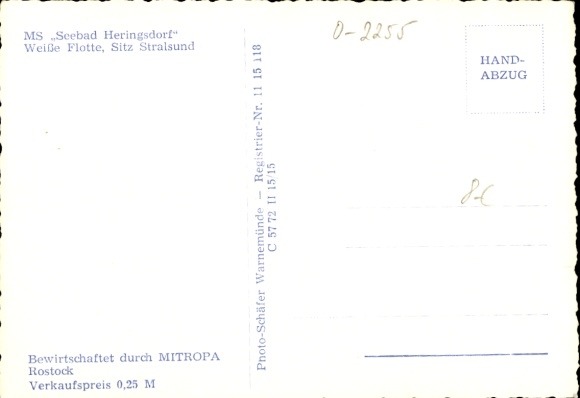 MS „Seebad Heringsdorf“
Weiße Flotte, Sitz Stralsund
Bewirtschaftet durch MITROPA
Rostock
Verkaufspreis 0,25 M
Photo-Schäfer Warnemünde — Registrier-Nr. 11 15 118
C 57 72 II 15/15
0-2255
HAND-
ABZUG